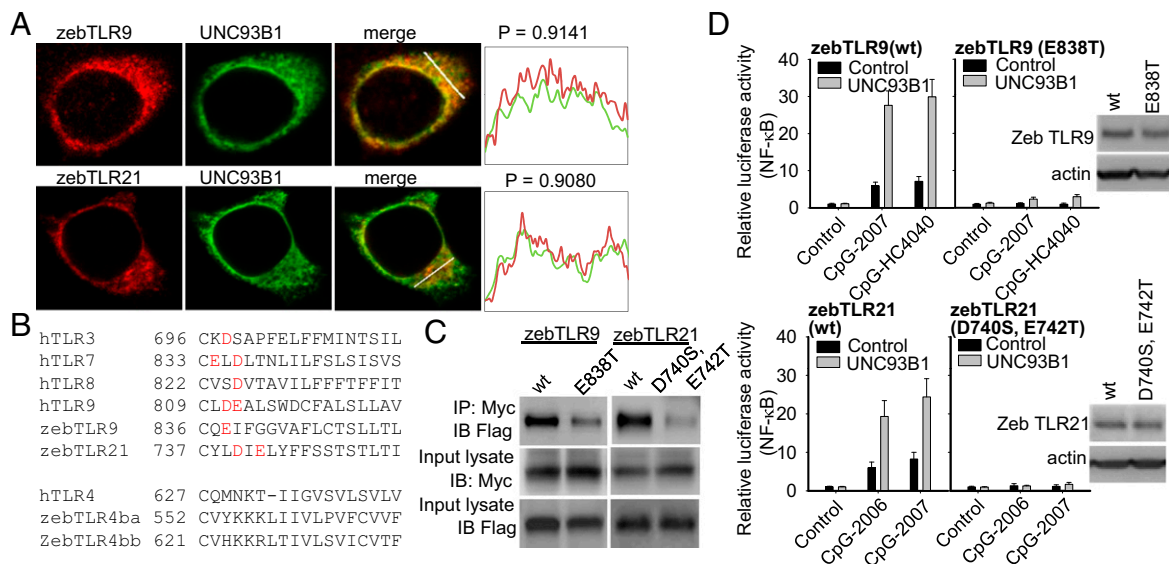 A
zebTLR9 UNC93B1 merge P = 0.9141
zebTLR21 UNC93B1 merge P = 0.9080
B
hTLR3 696 CKDSAPFELFFMINTSIL
hTLR7 833 CELDLTNLILFSLSISVS
hTLR8 822 CVSDVTAVILFFFTFFIT
hTLR9 809 CLDEALSWDCFALSLLAV
zebTLR9 836 CQEIFGGVAFLCTSLLTL
zebTLR21 737 CYLDIELYFFSSTSTLTI
hTLR4 627 CQMNKT-IIGVSVLSVLV
zebTLR4ba 552 CVYKKKLIIVLPVFCVVF
ZebTLR4bb 621 CVHKKRLTIVLSVICVTF
C
zebTLR9 zebTLR21
wt E838T wt D740S, E742T
IP: Myc
IB Flag
Input lysate
IB: Myc
Input lysate
IB Flag
D
zebTLR9(wt)
Control
UNC93B1
Relative luciferase activity
(NF-κB)
40
30
20
10
0
Control CpG-2007 CpG-HC4040
zebTLR9 (E838T)
Control
UNC93B1
Control CpG-2007 CpG-HC4040
wt E838T
Zeb TLR9
actin
zebTLR21
(wt)
Control
UNC93B1
Relative luciferase activity
(NF-κB)
40
30
20
10
0
Control CpG-2006 CpG-2007
zebTLR21
(D740S, E742T)
Control
UNC93B1
Control CpG-2006 CpG-2007
wt D740S, E742T
Zeb TLR21
actin